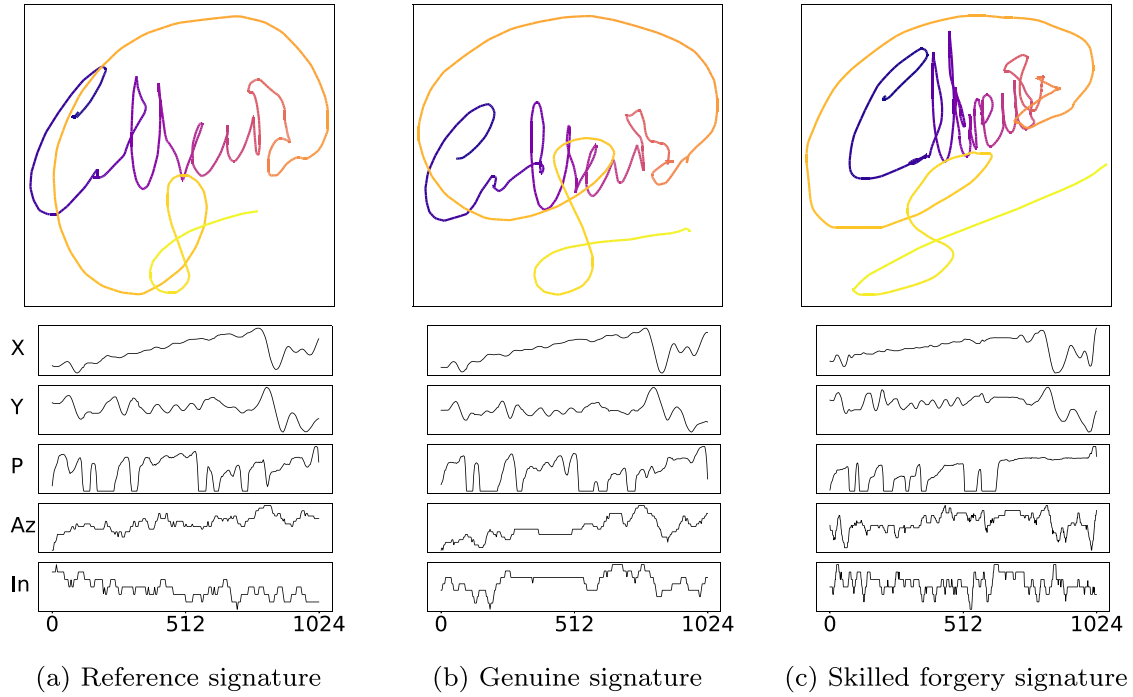 X
Y
P
Az
In
0 512 1024
0 512 1024
0 512 1024
(a) Reference signature
(b) Genuine signature
(c) Skilled forgery signature